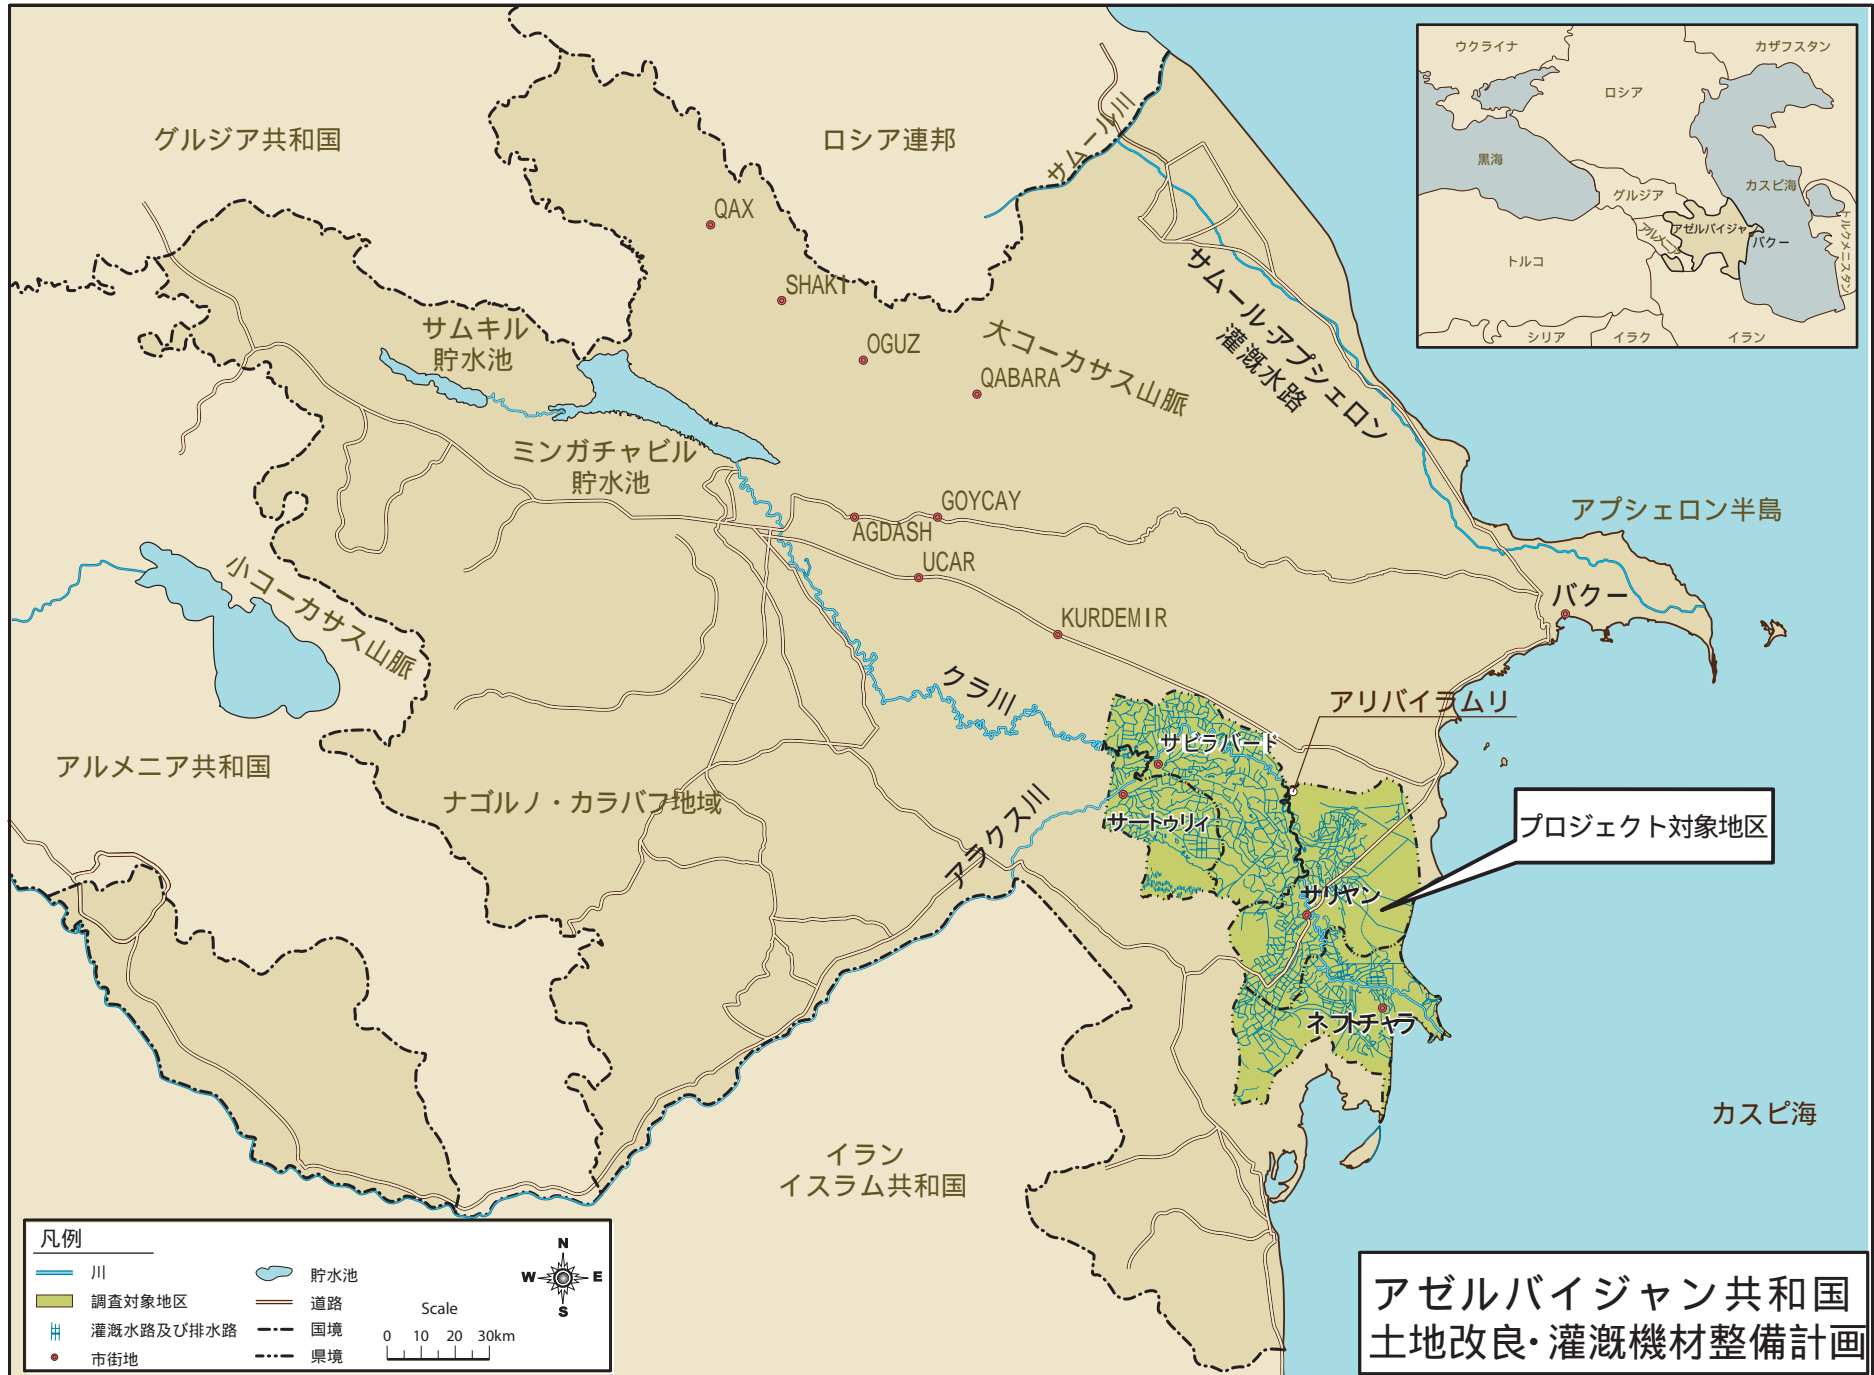 グルジア共和国
ロシア連邦
サムール川
QAX
SHAKI
OGUZ
QABARA
大コーカサス山脈
サムール-アプシェロン
灌漑水路
サムキル
貯水池
ミンガチャビル
貯水池
GOYCAY
AGDASH
UCAR
KURDEMIR
アプシェロン半島
バクー
小コーカサス山脈
クラ川
アリバイラムリ
サビラバード
アルメニア共和国
ナゴルノ・カラバフ地域
アラクス川
サートゥリィ
プロジェクト対象地区
サリヤン
ネフトチャラ
カスピ海
イラン
イスラム共和国
ウクライナ
カザフスタン
ロシア
黒海
カスピ海
グルジア
アルメニア
アゼルバイジャ
バクー
トルクメニスタン
トルコ
シリア
イラク
イラン
凡例
川
調査対象地区
灌漑水路及び排水路
市街地
貯水池
道路
国境
県境
N
W
E
S
Scale
0 10 20 30km
アゼルバイジャン共和国
土地改良・灌漑機材整備計画